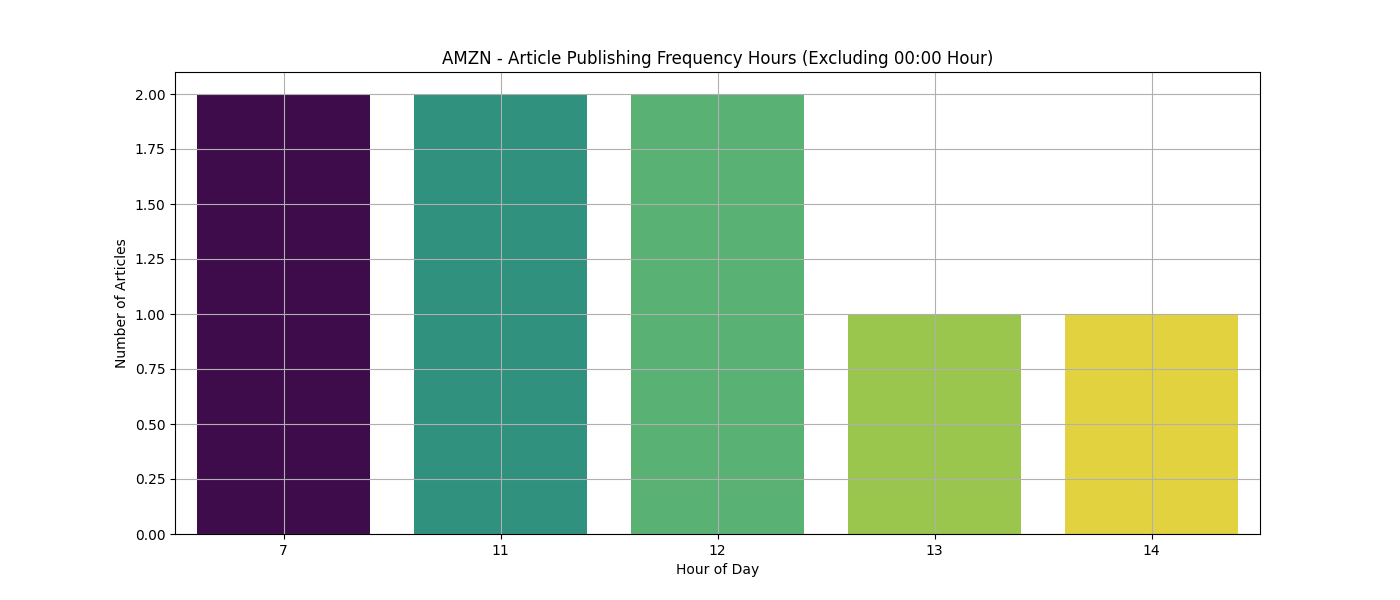 AMZN - Article Publishing Frequency Hours (Excluding 00:00 Hour)
Number of Articles
2.00
1.75
1.50
1.25
1.00
0.75
0.50
0.25
0.00
7 11 12 13 14
Hour of Day